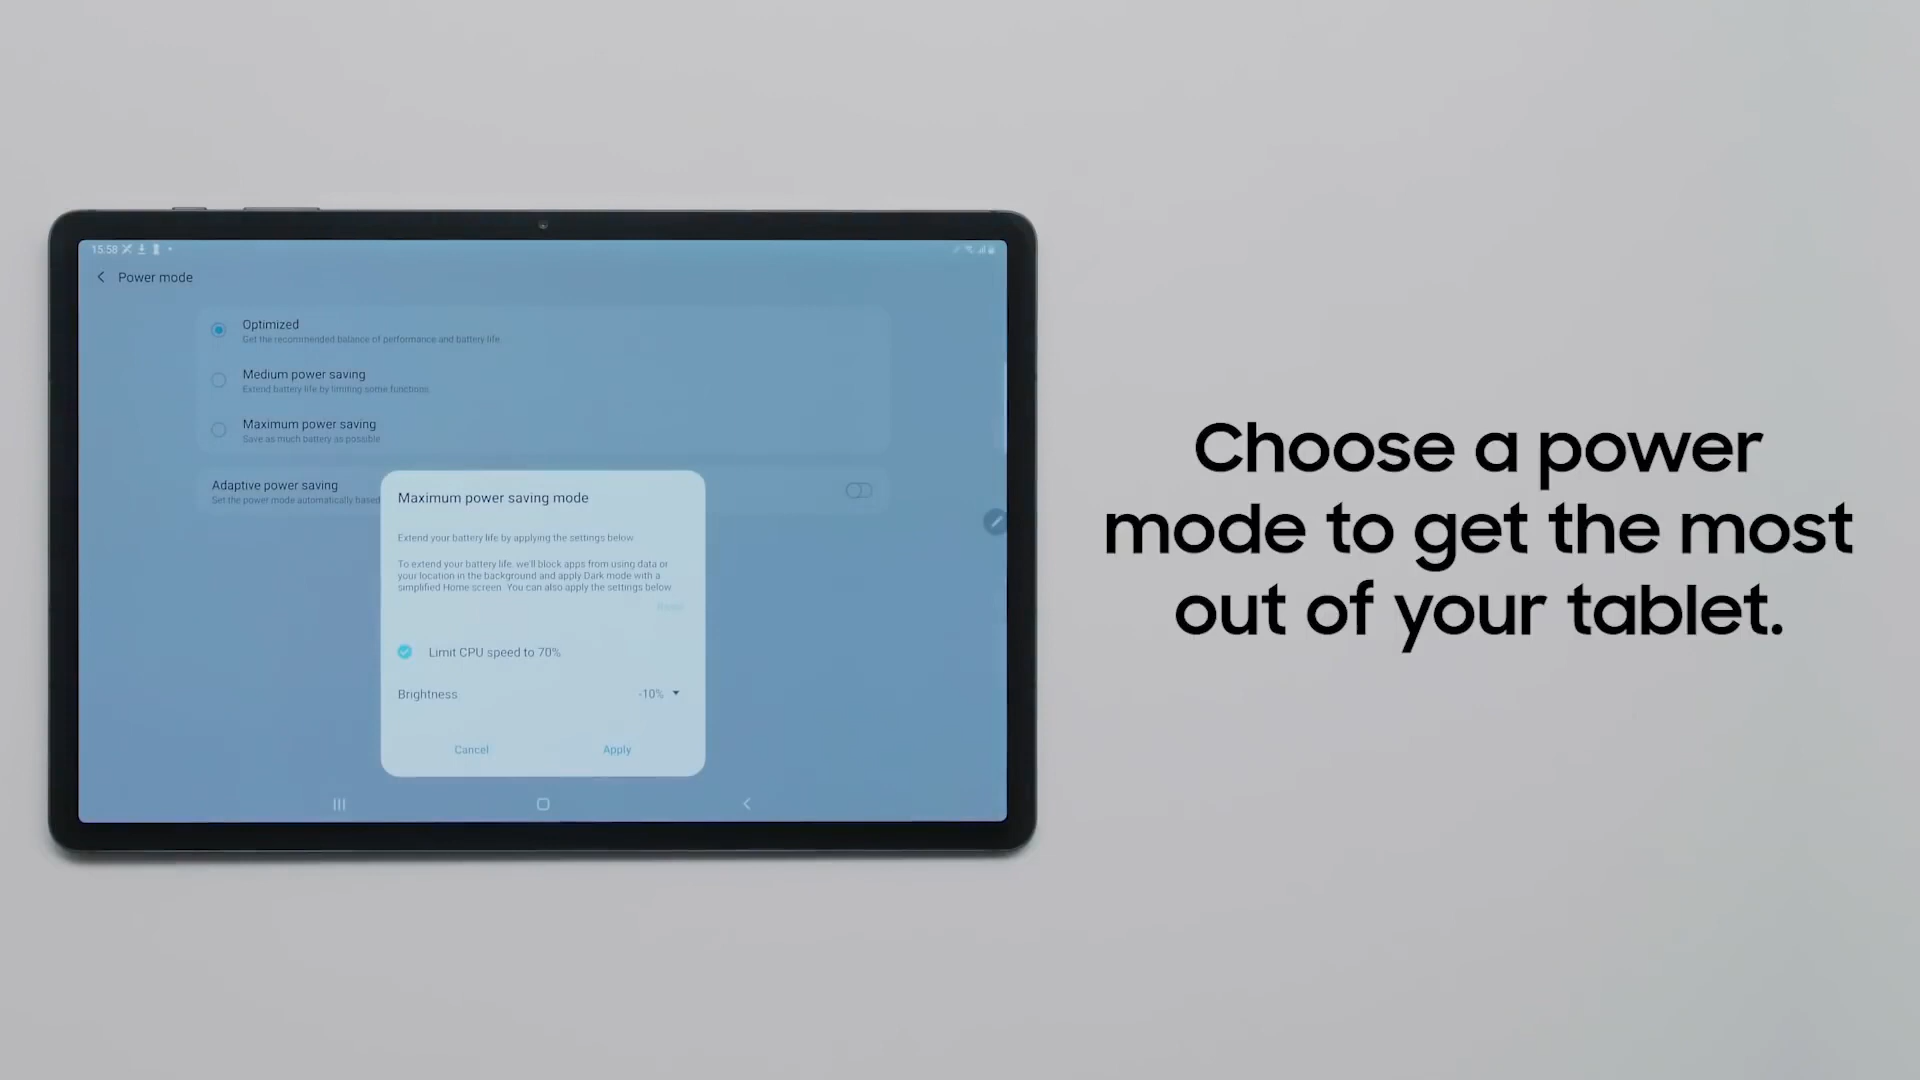 15:58
Power mode
Optimized
Get the recommended balance of performance and battery life.
Medium power saving
Extend battery life by limiting some functions.
Maximum power saving
Save as much battery as possible.
Adaptive power saving
Set the power mode automatically based
Maximum power saving mode
Extend your battery life by applying the settings below.
To extend your battery life, we'll block apps from using data or
your location in the background and apply Dark mode with a
simplified Home screen. You can also apply the settings below.
Limit CPU speed to 70%
Brightness -10%
Cancel Apply
Choose a power
mode to get the most
out of your tablet.